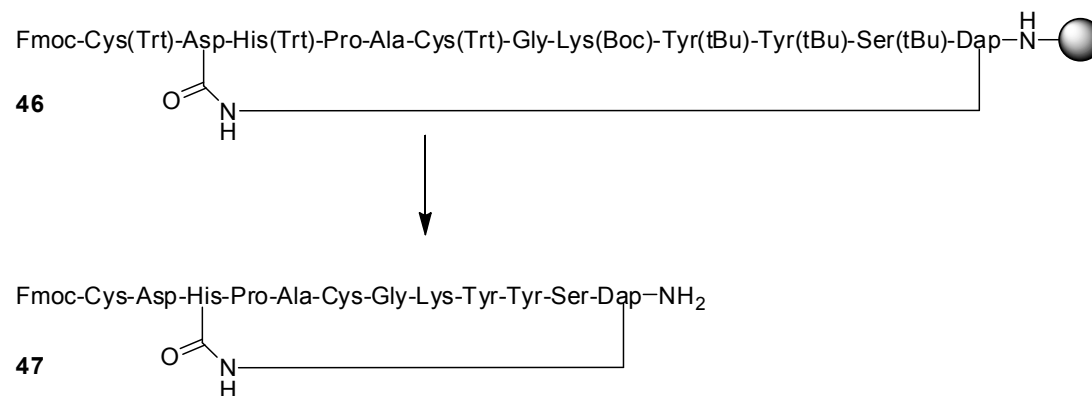 Fmoc-Cys(Trt)-Asp-His(Trt)-Pro-Ala-Cys(Trt)-Gly-Lys(Boc)-Tyr(tBu)-Tyr(tBu)-Ser(tBu)-Dap-N
H
O
N
H
46
Fmoc-Cys-Asp-His-Pro-Ala-Cys-Gly-Lys-Tyr-Tyr-Ser-Dap-NH2
O
N
H
47